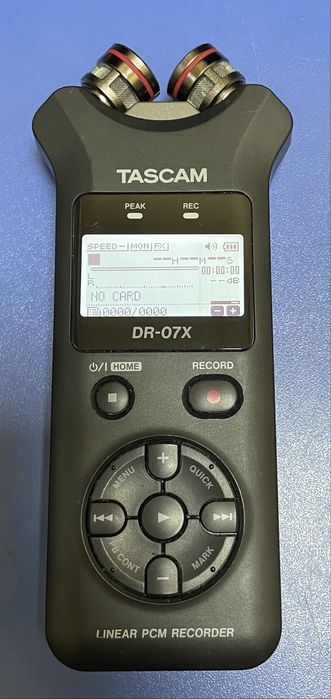 TASCAM
PEAK REC
SPEED MON FX
--H--M--S
00:00:00
L
R --dB
NO CARD
0000/0000
DR-07X
⏻/I HOME RECORD
MENU + QUICK
PB CONT − MARK
LINEAR PCM RECORDER